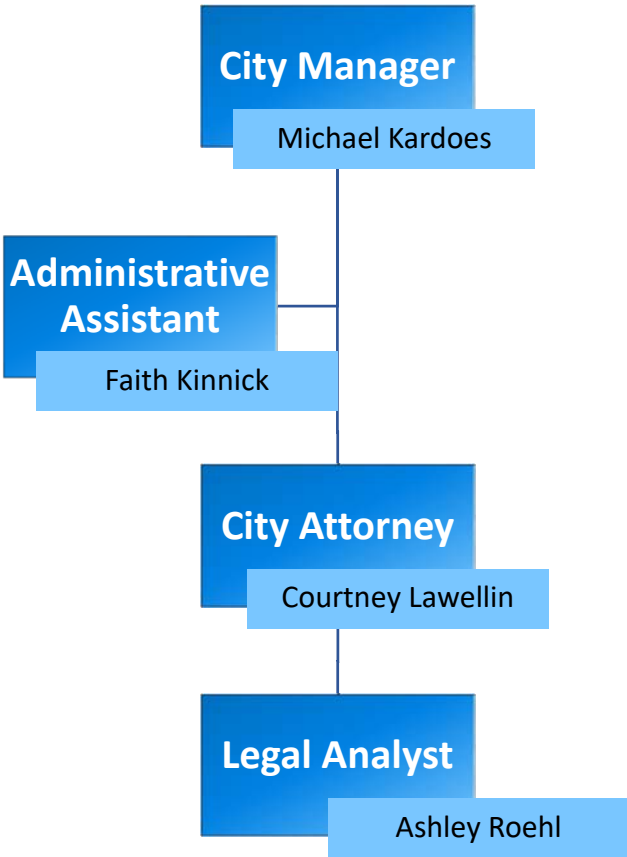 City Manager
Michael Kardoes
Administrative
Assistant
Faith Kinnick
City Attorney
Courtney Lawellin
Legal Analyst
Ashley Roehl